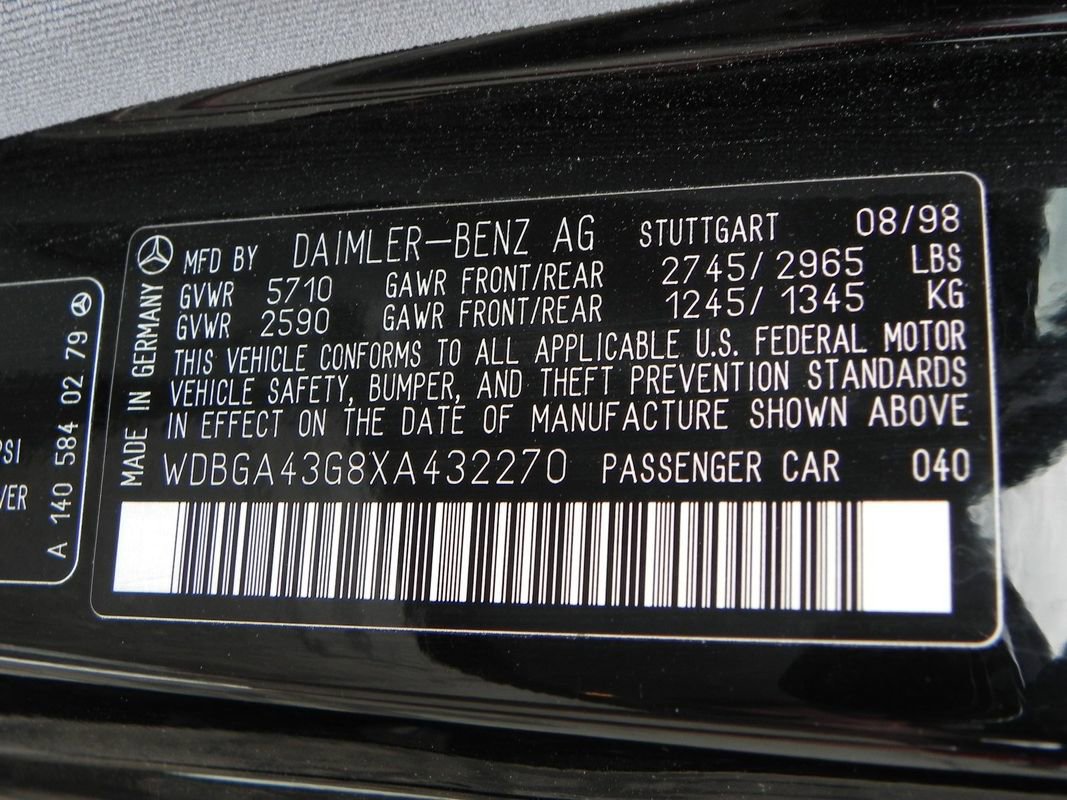 MFD BY DAIMLER-BENZ AG STUTTGART 08/98
GVWR 5710 GAWR FRONT/REAR 2745/2965 LBS
GVWR 2590 GAWR FRONT/REAR 1245/1345 KG
THIS VEHICLE CONFORMS TO ALL APPLICABLE U.S. FEDERAL MOTOR
VEHICLE SAFETY, BUMPER, AND THEFT PREVENTION STANDARDS
IN EFFECT ON THE DATE OF MANUFACTURE SHOWN ABOVE
WDBGA43G8XA432270 PASSENGER CAR 040
MADE IN GERMANY
A 140 584 02 79